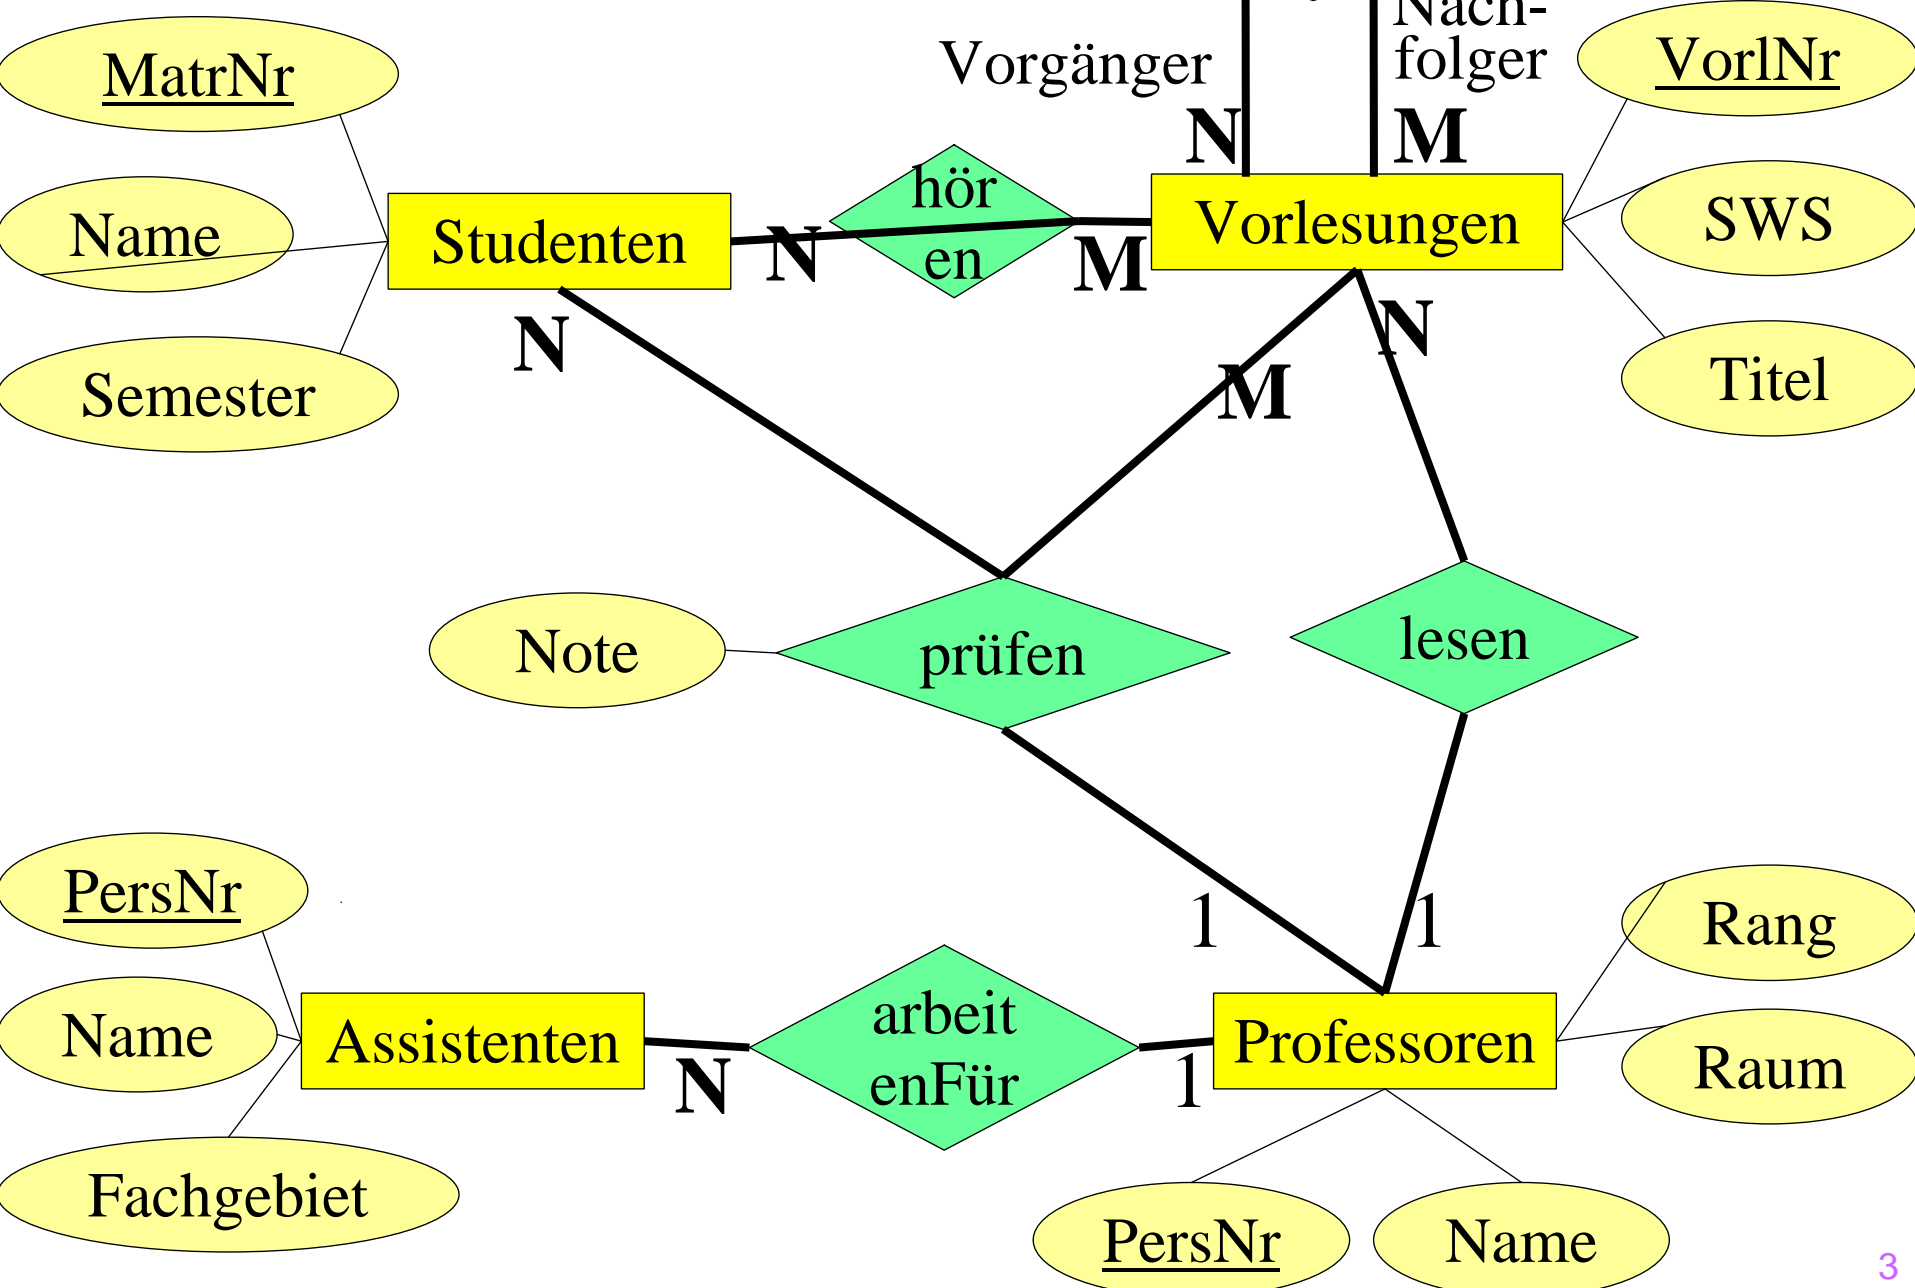 Nach-
folger
Vorgänger
VorlNr
MatrNr
N
M
hör
en
SWS
Name
Studenten
N
M
Vorlesungen
N
N
M
Titel
Semester
Note
prüfen
lesen
PersNr
1
1
Rang
Name
Assistenten
N
arbeit
enFür
1
Professoren
Raum
Fachgebiet
PersNr
Name
3